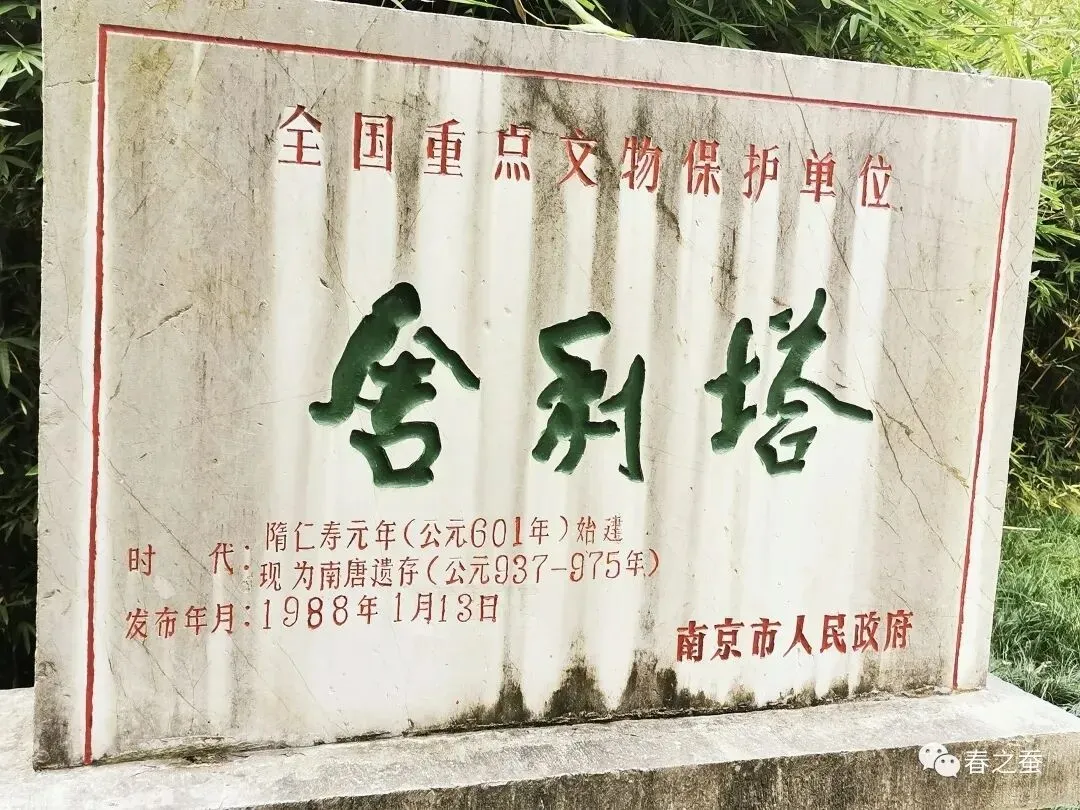 全国重点文物保护单位
舍利塔
时 代：隋仁寿元年（公元601年）始建
现为南唐遗存（公元937-975年）
发布年月：1988年1月13日
南京市人民政府
春之蚕